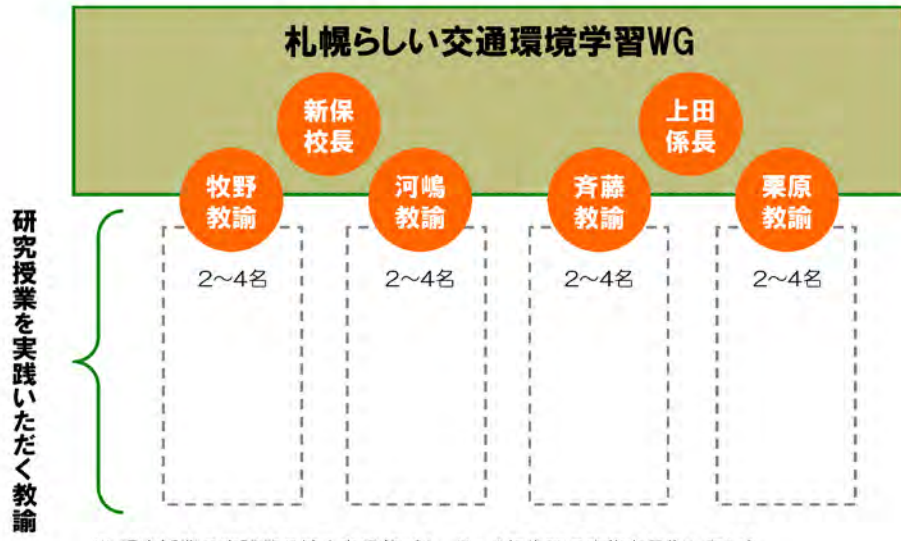 札幌らしい交通環境学習WG
新保
校長
上田
係長
牧野
教諭
河嶋
教諭
斉藤
教諭
栗原
教諭
2〜4名
2〜4名
2〜4名
2〜4名
研究授業を実践いただく教諭